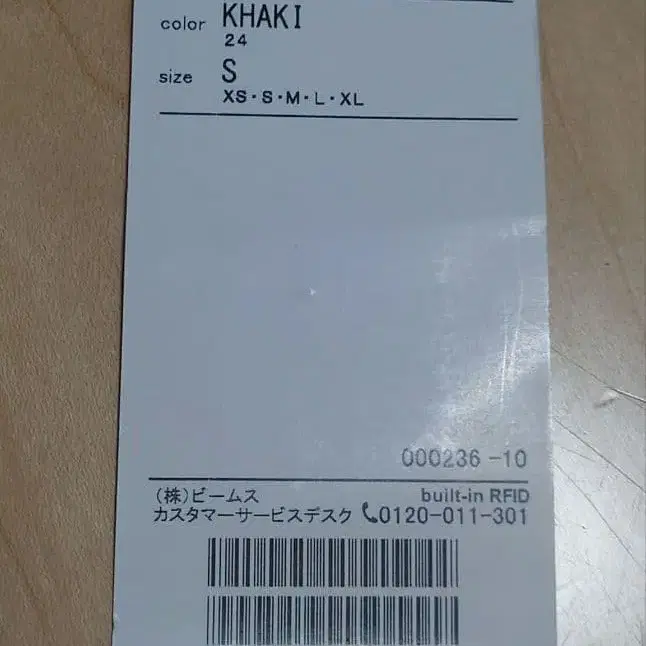 color KHAKI
24
size S
XS・S・M・L・XL
000236-10
(株)ビームス built-in RFID
カスタマーサービスデスク 📞0120-011-301